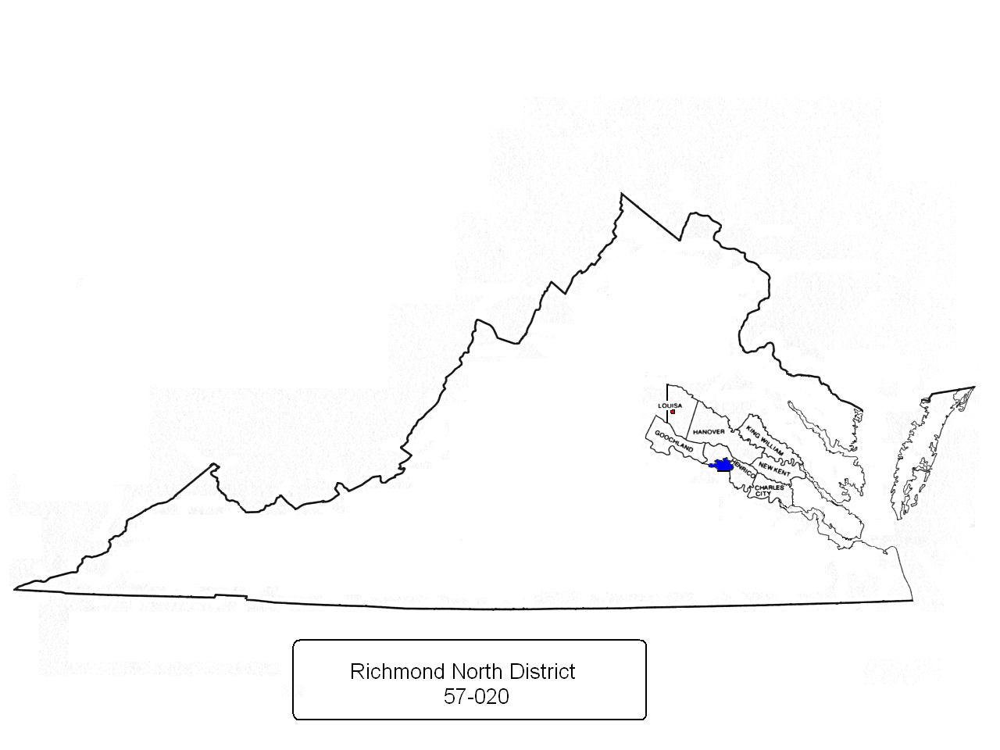 LOUISA
HANOVER
KING WILLIAM
GOOCHLAND
HENRICO
NEW KENT
CHARLES
CITY
Richmond North District
57-020